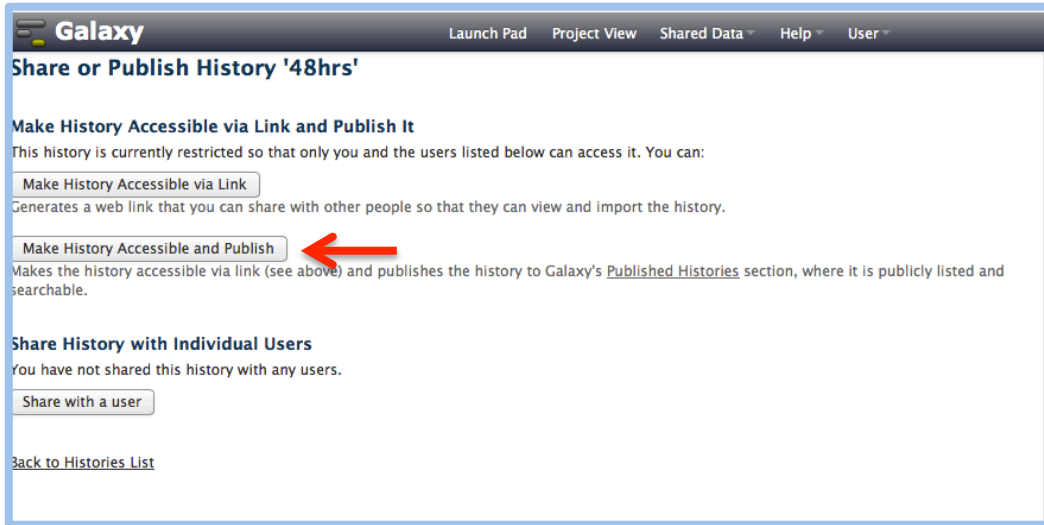 Galaxy Launch Pad Project View Shared Data Help User
Share or Publish History '48hrs'
Make History Accessible via Link and Publish It
This history is currently restricted so that only you and the users listed below can access it. You can:
Make History Accessible via Link
Generates a web link that you can share with other people so that they can view and import the history.
Make History Accessible and Publish
Makes the history accessible via link (see above) and publishes the history to Galaxy's Published Histories section, where it is publicly listed and
searchable.
Share History with Individual Users
You have not shared this history with any users.
Share with a user
Back to Histories List